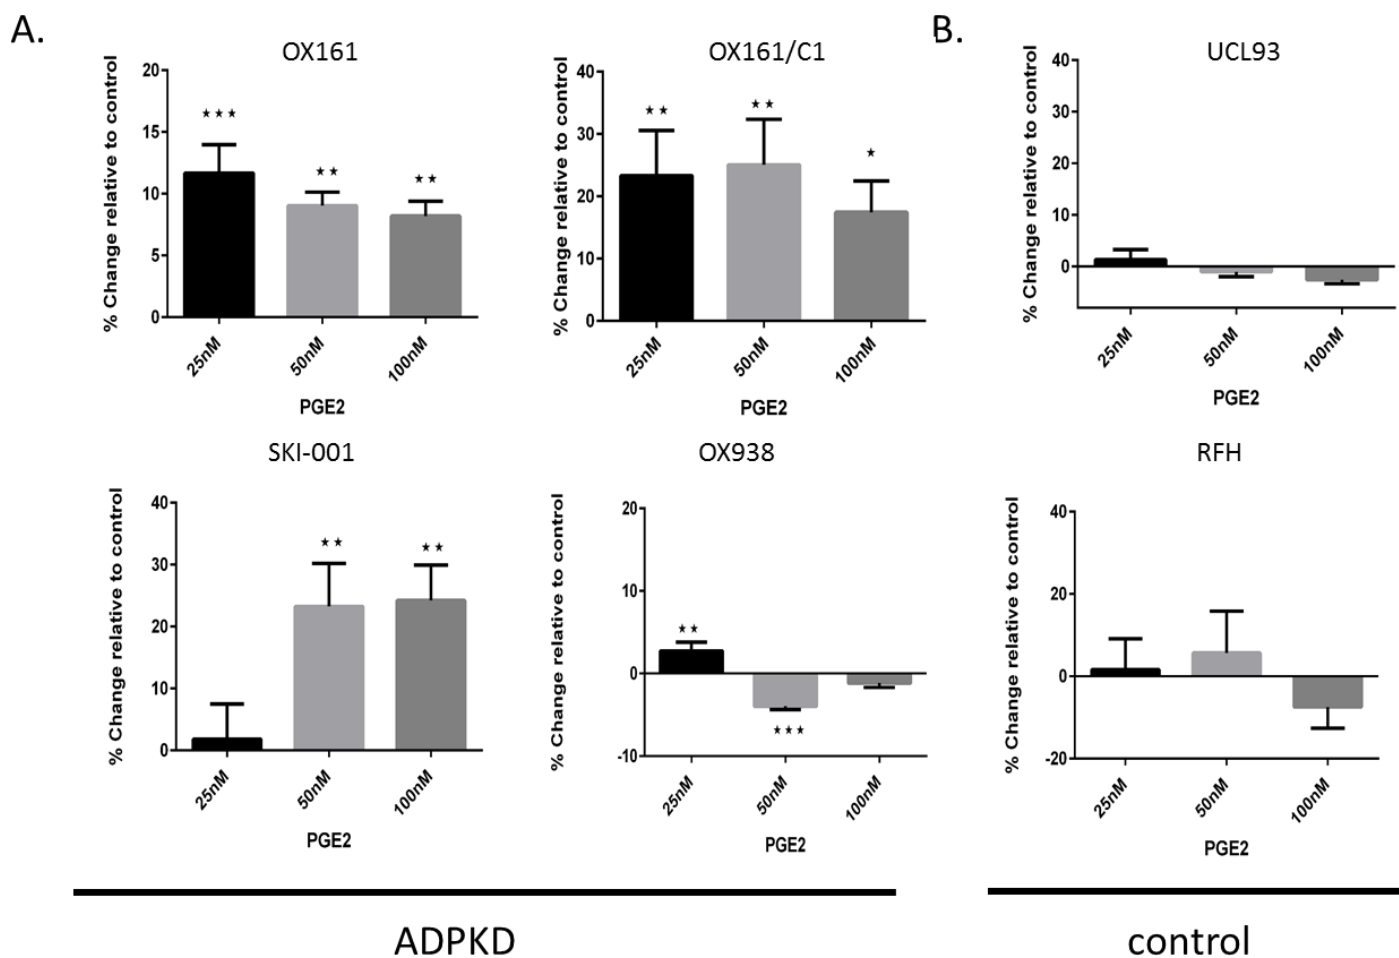 A.
OX161
% Change relative to control
20
15
10
5
0
★★★
★★
★★
25nM
50nM
100nM
PGE2
OX161/C1
% Change relative to control
40
30
20
10
0
★★
★★
★
25nM
50nM
100nM
PGE2
B.
UCL93
% Change relative to control
40
30
20
10
0
25nM
50nM
100nM
PGE2
SKI-001
% Change relative to control
40
30
20
10
0
★★
★★
25nM
50nM
100nM
PGE2
OX938
% Change relative to control
20
10
0
-10
★★
★★★
25nM
50nM
100nM
PGE2
RFH
% Change relative to control
40
20
0
-20
25nM
50nM
100nM
PGE2
ADPKD
control